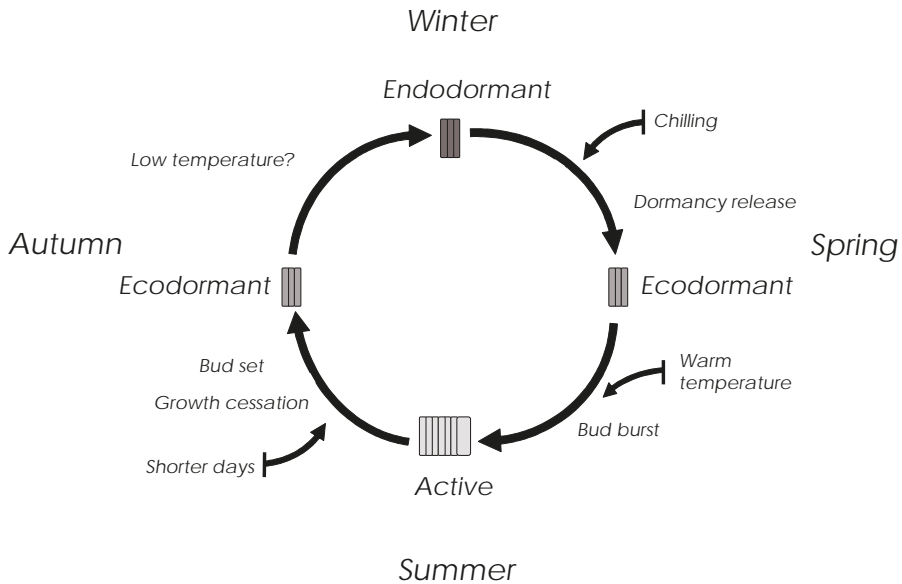 Winter
Endodormant
Chilling
Low temperature?
Dormancy release
Autumn
Spring
Ecodormant
Ecodormant
Bud set
Warm
temperature
Growth cessation
Bud burst
Shorter days
Active
Summer